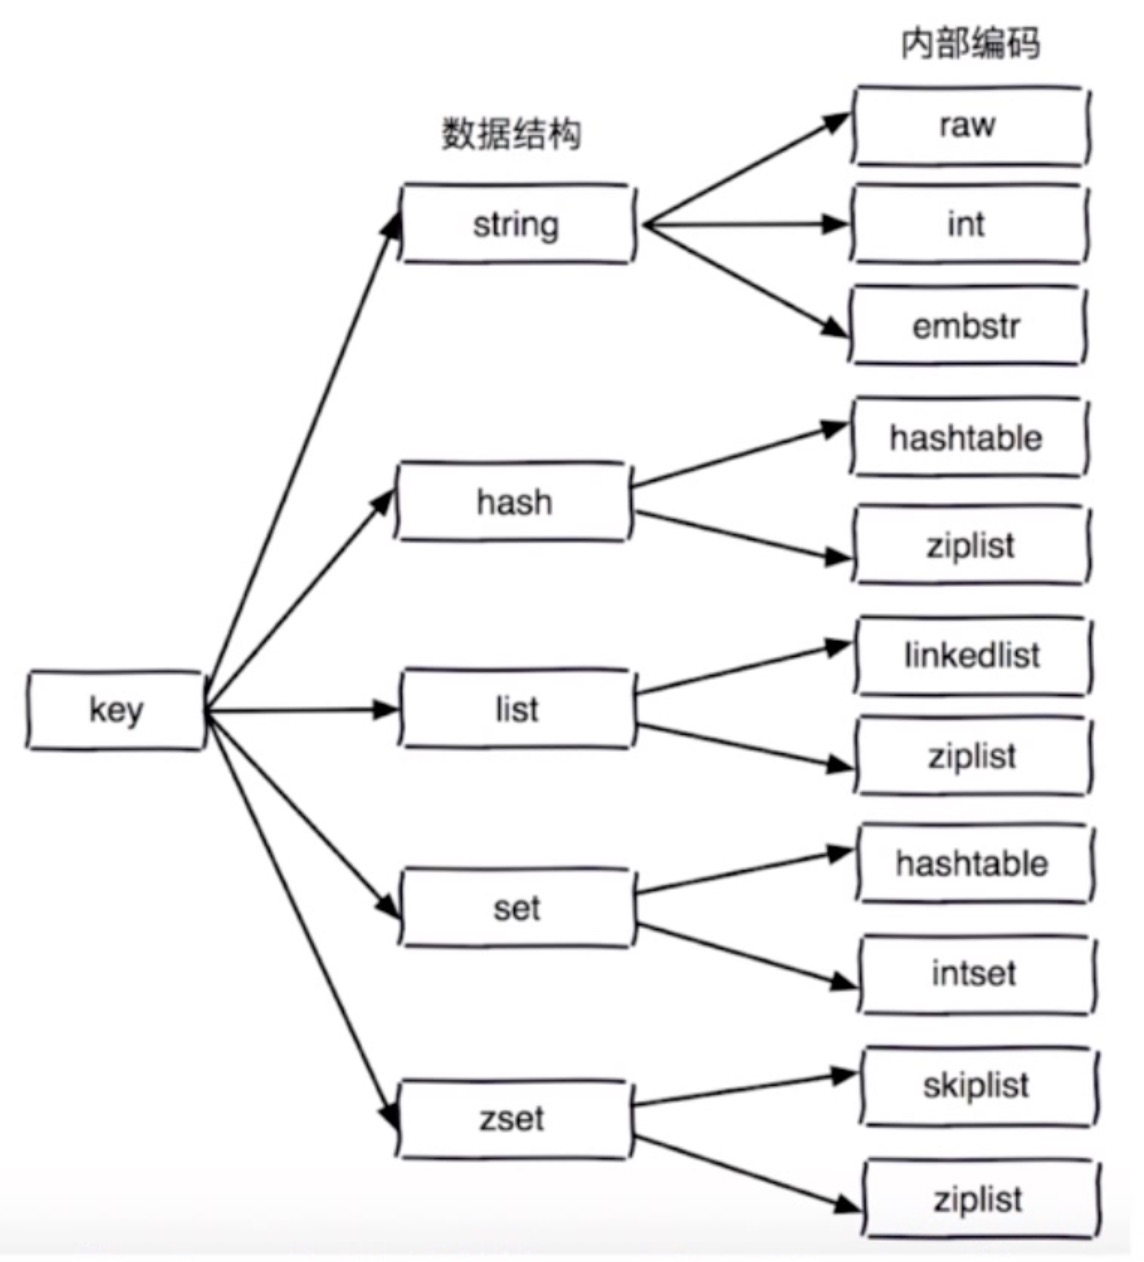 内部编码
数据结构
raw
string
int
embstr
hashtable
hash
ziplist
linkedlist
key
list
ziplist
hashtable
set
intset
skiplist
zset
ziplist